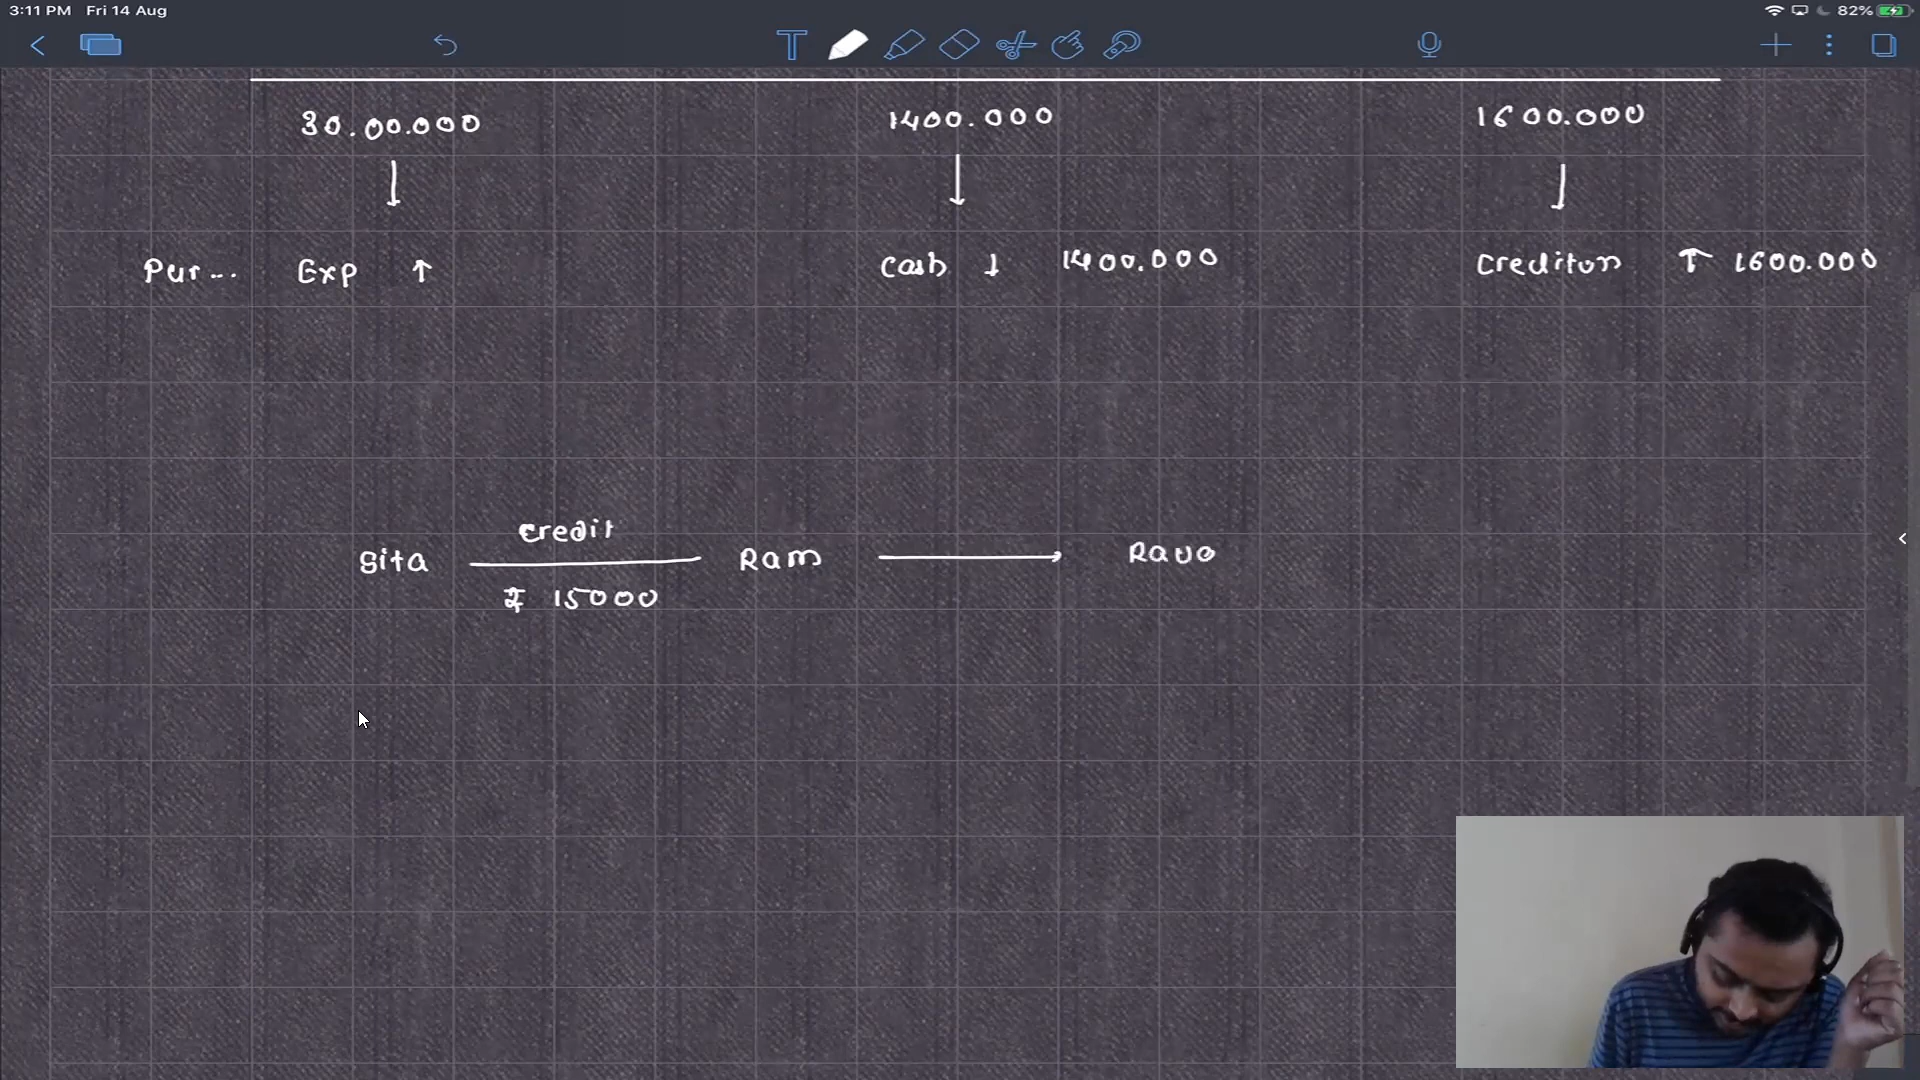 3:11 PM Fri 14 Aug 82%
30.00.000 1400.000 1600.000
Pur... Exp ↑ Cash ↓ 1400.000 Creditors ↑ 1600.000
Credit
Sita Ram Ravo
₹ 15000